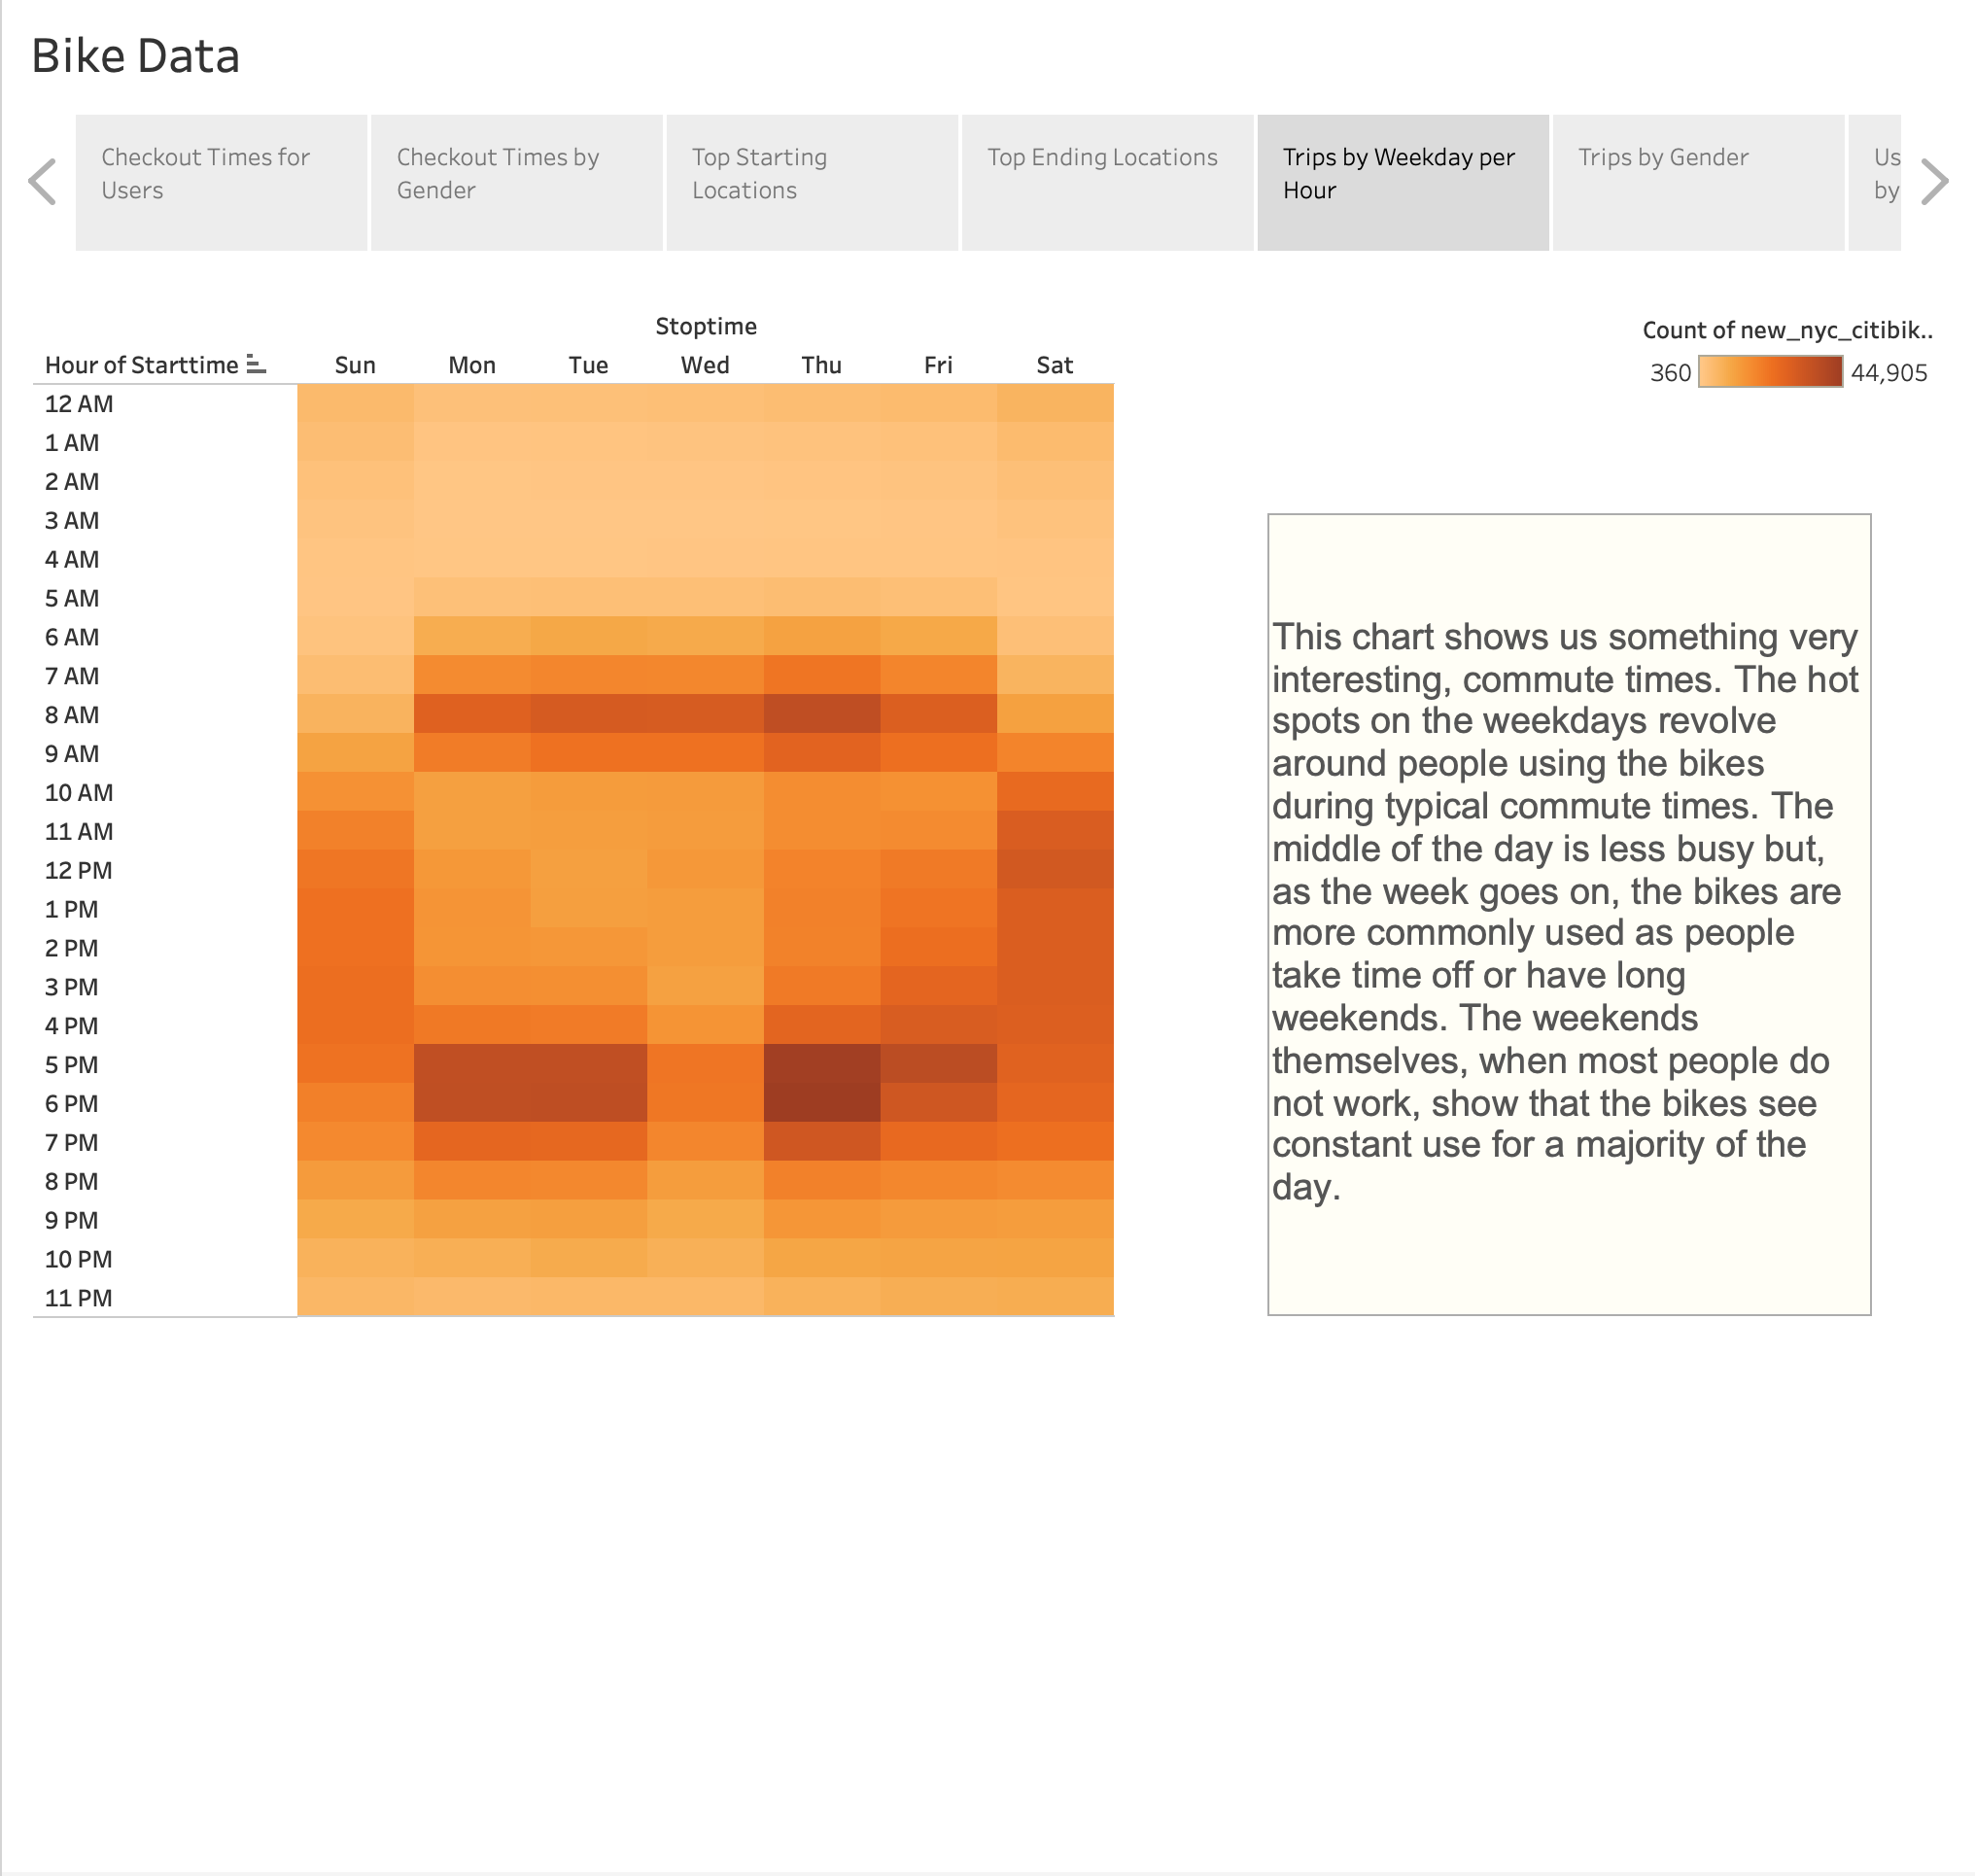 Bike Data
Checkout Times for
Users
Checkout Times by
Gender
Top Starting
Locations
Top Ending Locations
Trips by Weekday per
Hour
Trips by Gender
Us
by
Stoptime
Hour of Starttime Sun Mon Tue Wed Thu Fri Sat
12 AM
1 AM
2 AM
3 AM
4 AM
5 AM
6 AM
7 AM
8 AM
9 AM
10 AM
11 AM
12 PM
1 PM
2 PM
3 PM
4 PM
5 PM
6 PM
7 PM
8 PM
9 PM
10 PM
11 PM
Count of new_nyc_citibik..
360 44,905
This chart shows us something very
interesting, commute times. The hot
spots on the weekdays revolve
around people using the bikes
during typical commute times. The
middle of the day is less busy but,
as the week goes on, the bikes are
more commonly used as people
take time off or have long
weekends. The weekends
themselves, when most people do
not work, show that the bikes see
constant use for a majority of the
day.